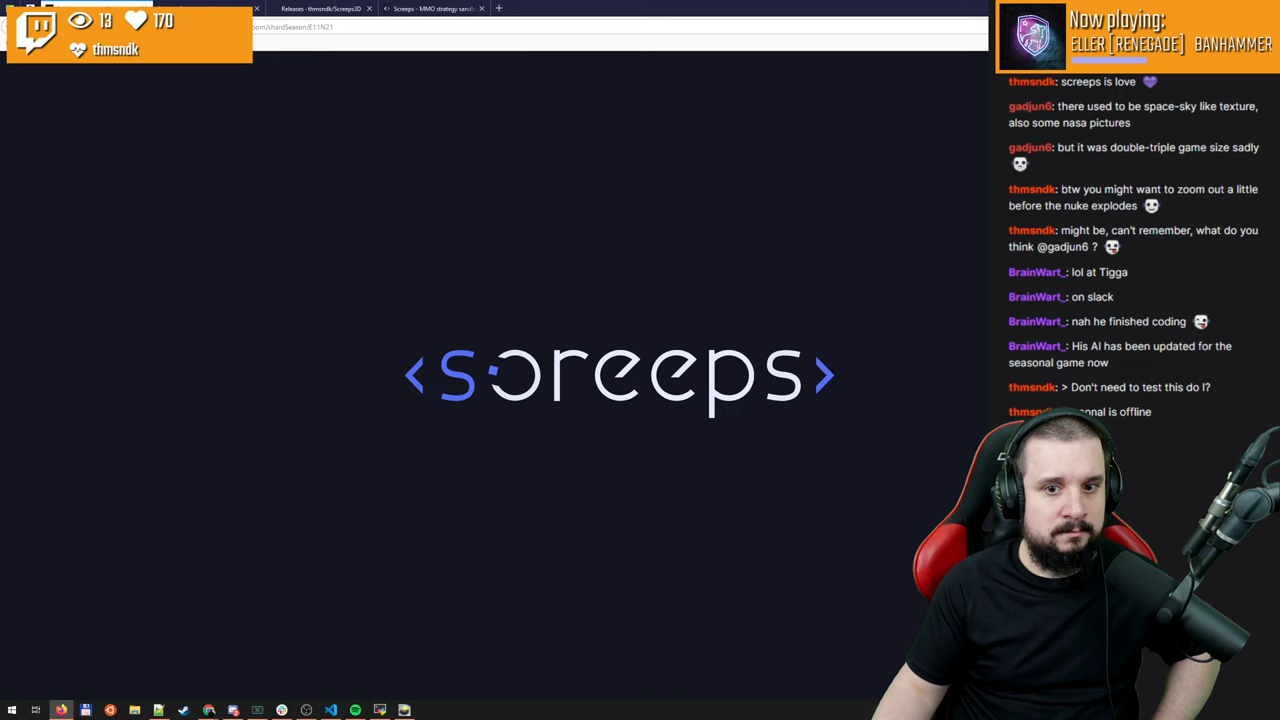 Releases - thmsndk/Screeps3D
Screeps - MMO strategy sand
om/shardSeason/E11N21
13
170
thmsndk
Now playing:
ELLER [RENEGADE] BANHAMMER
thmsndk: screeps is love
gadjun6: there used to be space-sky like texture,
also some nasa pictures
gadjun6: but it was double-triple game size sadly
thmsndk: btw you might want to zoom out a little
before the nuke explodes
thmsndk: might be, can't remember, what do you
think @gadjun6 ?
BrainWart_: lol at Tigga
BrainWart_: on slack
BrainWart_: nah he finished coding
BrainWart_: His AI has been updated for the
seasonal game now
thmsndk: > Don't need to test this do I?
thmsn onal is offline
<screeps>